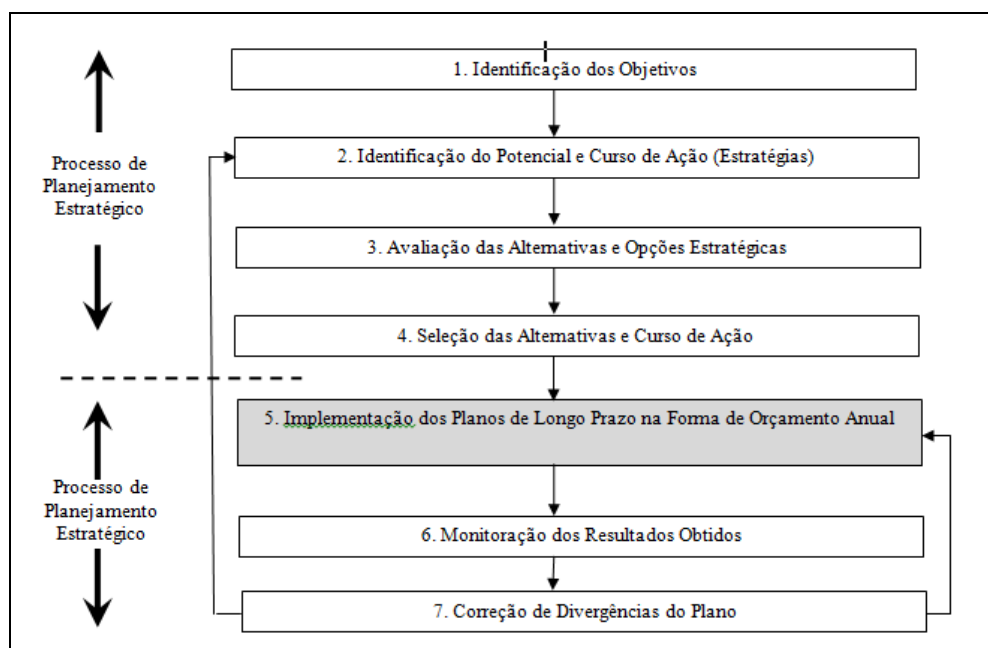 1. Identificação dos Objetivos
2. Identificação do Potencial e Curso de Ação (Estratégias)
Processo de
Planejamento
Estratégico
3. Avaliação das Alternativas e Opções Estratégicas
4. Seleção das Alternativas e Curso de Ação
5. Implementação dos Planos de Longo Prazo na Forma de Orçamento Anual
Processo de
Planejamento
Estratégico
6. Monitoração dos Resultados Obtidos
7. Correção de Divergências do Plano